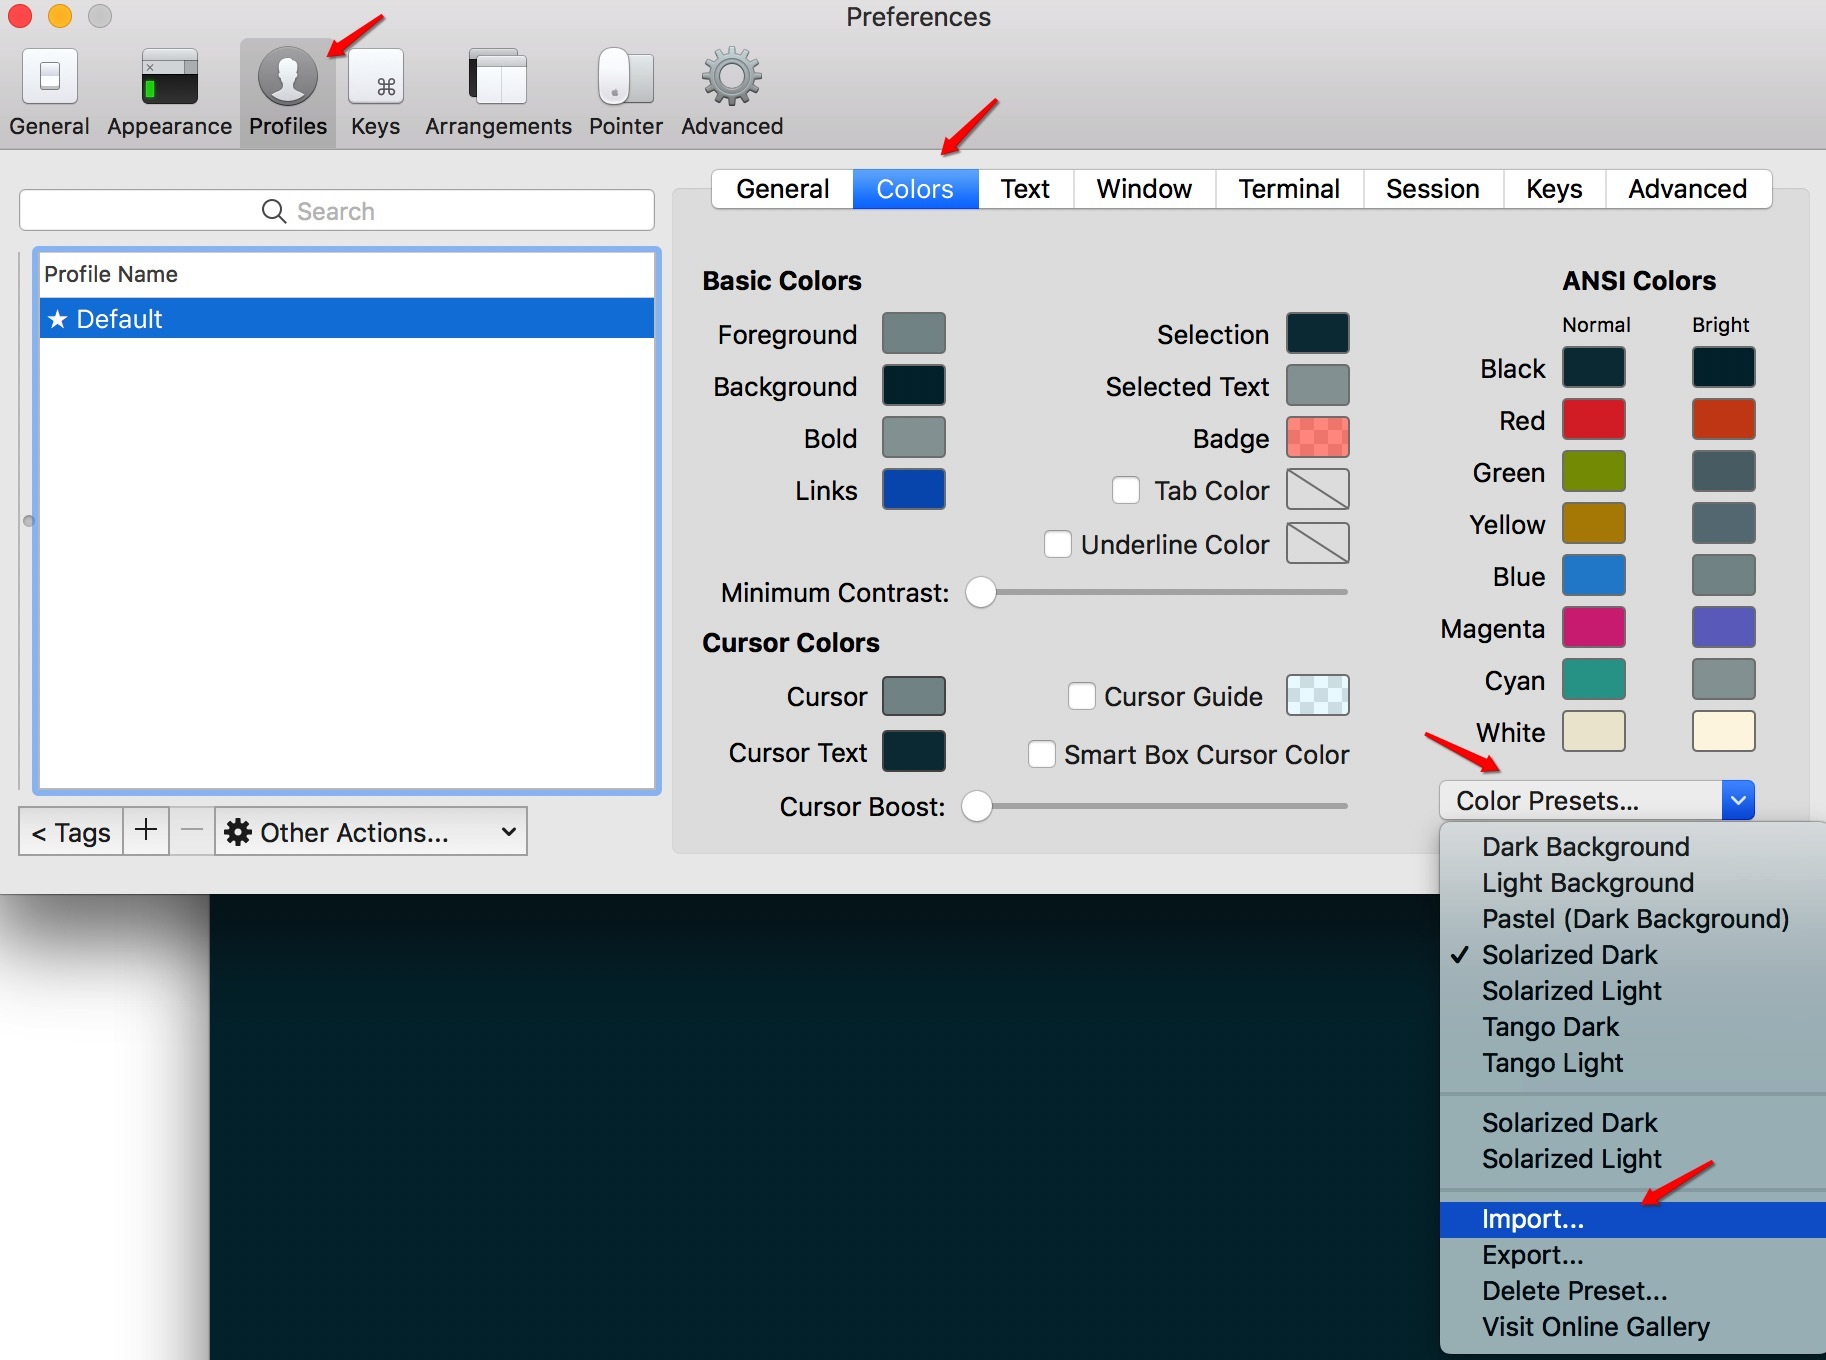 Preferences
General Appearance Profiles Keys Arrangements Pointer Advanced
Search
Profile Name
★ Default
< Tags + − Other Actions...
General Colors Text Window Terminal Session Keys Advanced
Basic Colors
Foreground
Background
Bold
Links
Selection
Selected Text
Badge
Tab Color
Underline Color
Minimum Contrast:
Cursor Colors
Cursor
Cursor Text
Cursor Guide
Smart Box Cursor Color
Cursor Boost:
ANSI Colors
Normal Bright
Black
Red
Green
Yellow
Blue
Magenta
Cyan
White
Color Presets...
Dark Background
Light Background
Pastel (Dark Background)
✓ Solarized Dark
Solarized Light
Tango Dark
Tango Light
Solarized Dark
Solarized Light
Import...
Export...
Delete Preset...
Visit Online Gallery